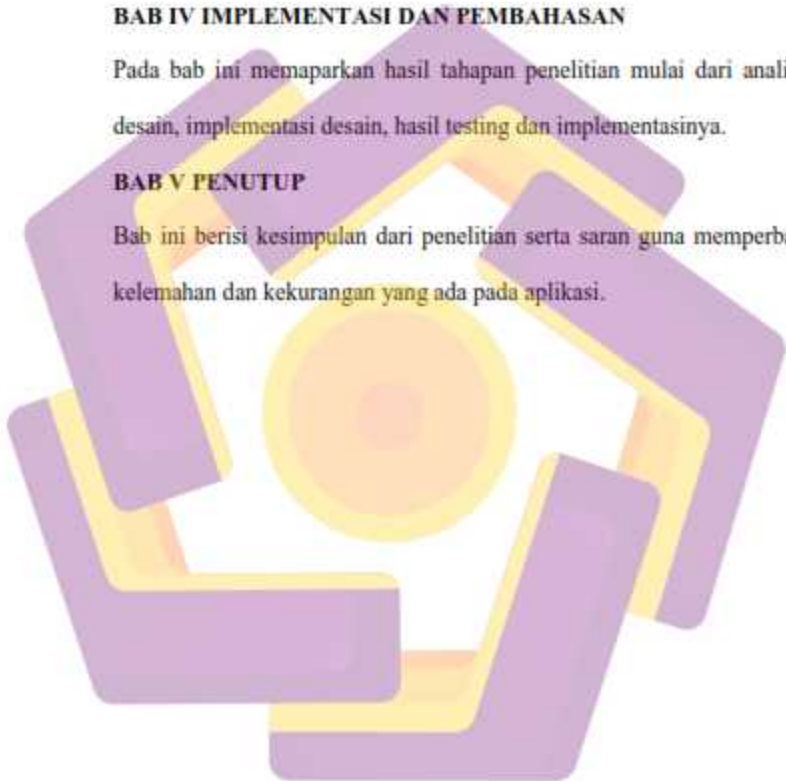 BAB IV IMPLEMENTASI DAN PEMBAHASAN
Pada bab ini memaparkan hasil tahapan penelitian mulai dari anali
desain, implementasi desain, hasil testing dan implementasinya.
BAB V PENUTUP
Bab ini berisi kesimpulan dari penelitian serta saran guna memperba
kelemahan dan kekurangan yang ada pada aplikasi.